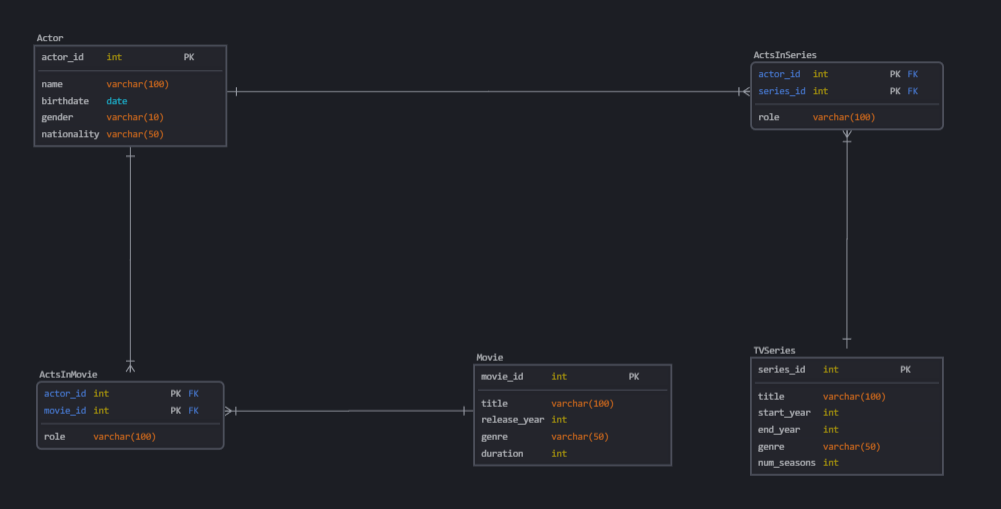 Actor
actor_id int PK
name varchar(100)
birthdate date
gender varchar(10)
nationality varchar(50)
ActsInSeries
actor_id int PK FK
series_id int PK FK
role varchar(100)
ActsInMovie
actor_id int PK FK
movie_id int PK FK
role varchar(100)
Movie
movie_id int PK
title varchar(100)
release_year int
genre varchar(50)
duration int
TVSeries
series_id int PK
title varchar(100)
start_year int
end_year int
genre varchar(50)
num_seasons int